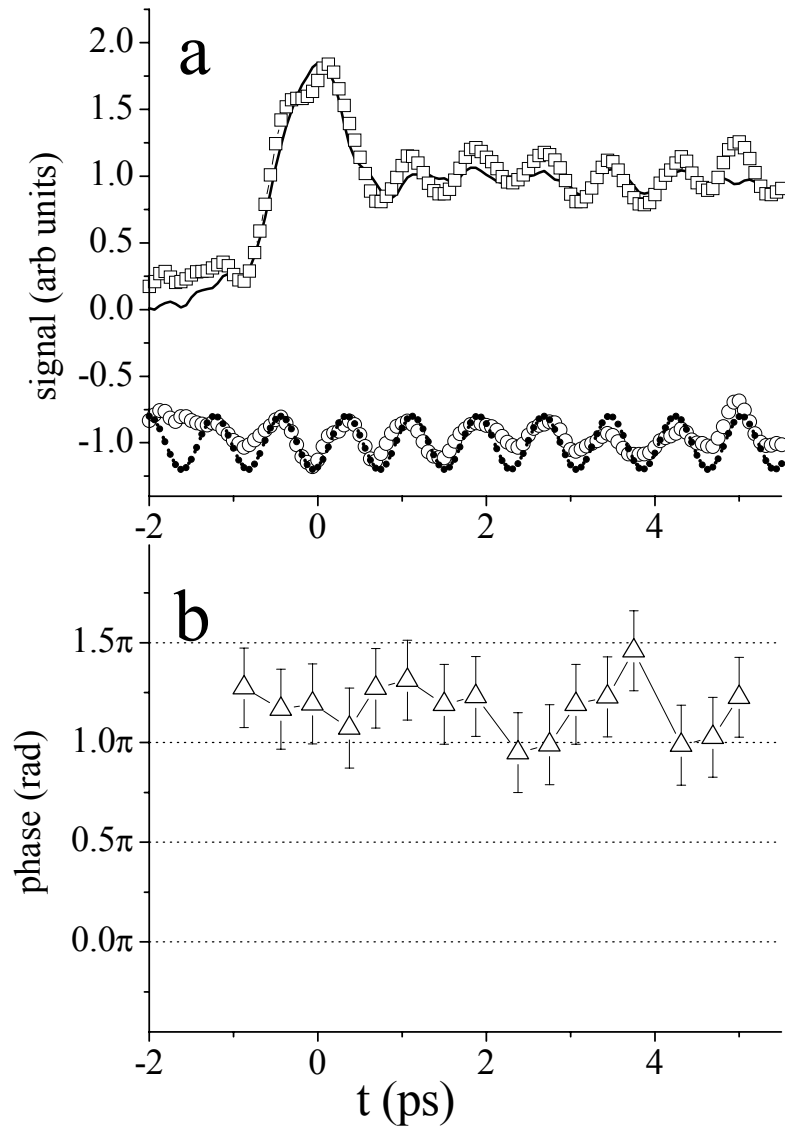 a
2.0
1.5
1.0
0.5
0.0
-0.5
-1.0
signal (arb units)
-2 0 2 4
b
1.5π
1.0π
0.5π
0.0π
phase (rad)
-2 0 2 4
t (ps)